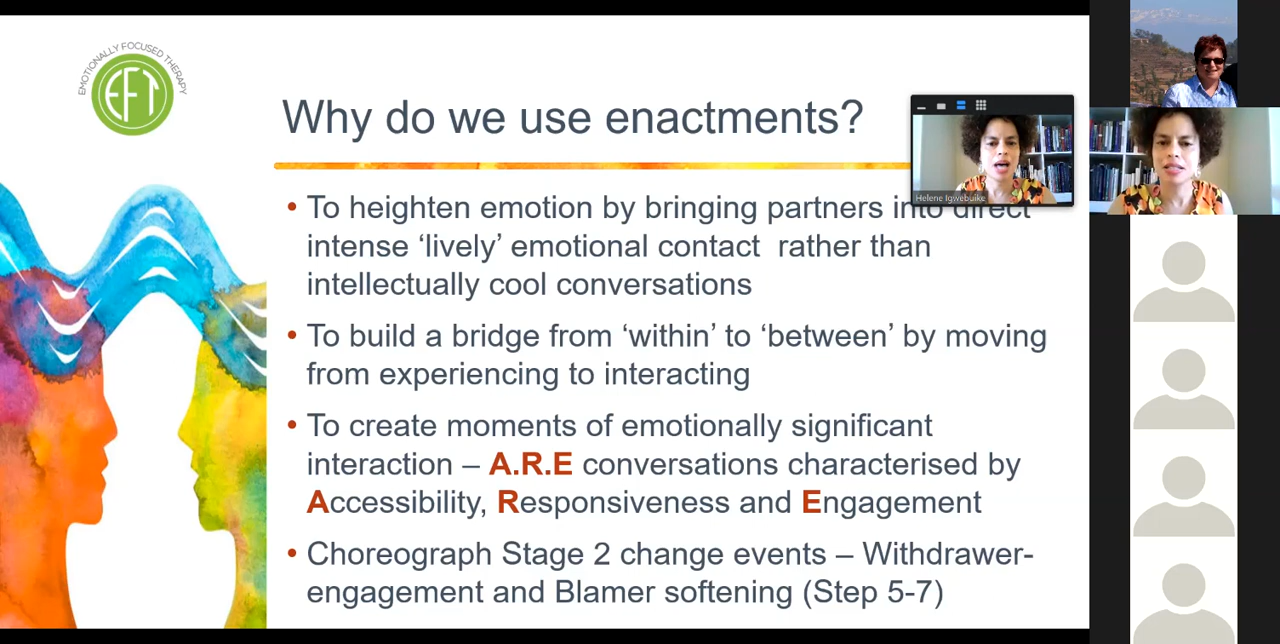 EMOTIONALLY FOCUSED THERAPY
EFT
Why do we use enactments?
Helene Igwebuike
• To heighten emotion by bringing partners into direct
intense ‘lively’ emotional contact rather than
intellectually cool conversations
• To build a bridge from ‘within’ to ‘between’ by moving
from experiencing to interacting
• To create moments of emotionally significant
interaction – A.R.E conversations characterised by
Accessibility, Responsiveness and Engagement
• Choreograph Stage 2 change events – Withdrawer-
engagement and Blamer softening (Step 5-7)